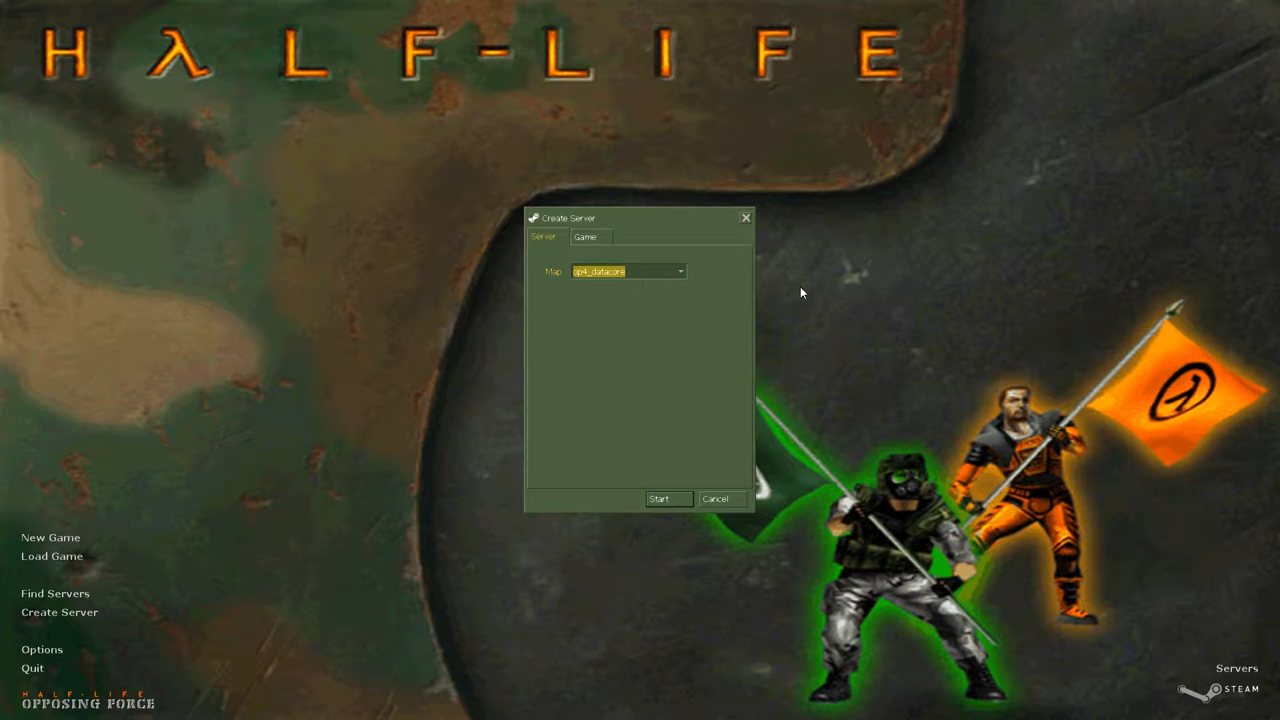 HλLF-LIFE
Create Server
Server
Game
Map op4_datacore
Start
Cancel
New Game
Load Game
Find Servers
Create Server
Options
Quit
HALF-LIFE
OPPOSING FORCE
Servers
STEAM